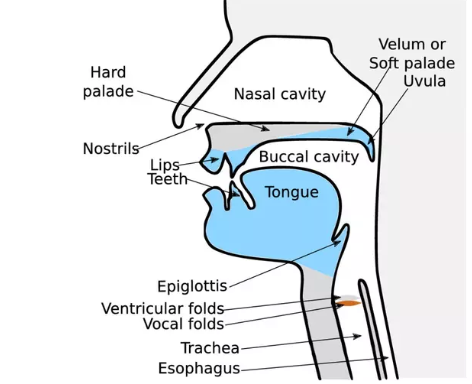 Velum or
Soft palade
Uvula
Hard
palade
Nasal cavity
Nostrils
Lips
Teeth
Buccal cavity
Tongue
Epiglottis
Ventricular folds
Vocal folds
Trachea
Esophagus